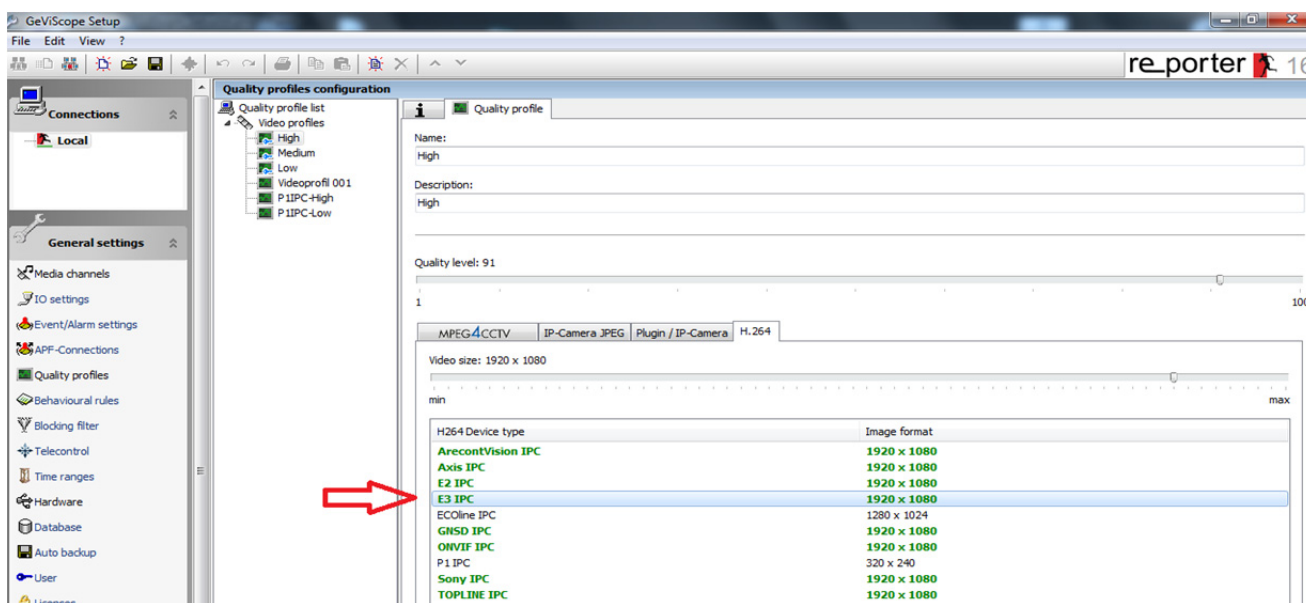 GeViScope Setup
File Edit View ?
re_porter 16
Connections
Local
General settings
Media channels
IO settings
Event/Alarm settings
APF-Connections
Quality profiles
Behavioural rules
Blocking filter
Telecontrol
Time ranges
Hardware
Database
Auto backup
User
Licenses
Quality profiles configuration
Quality profile list
Video profiles
High
Medium
Low
Videoprofil 001
P1IPC-High
P1IPC-Low
i Quality profile
Name:
High
Description:
High
Quality level: 91
1 100
MPEG4CCTV IP-Camera JPEG Plugin / IP-Camera H.264
Video size: 1920 x 1080
min max
H264 Device type Image format
ArecontVision IPC 1920 x 1080
Axis IPC 1920 x 1080
E2 IPC 1920 x 1080
E3 IPC 1920 x 1080
ECOline IPC 1280 x 1024
GNSD IPC 1920 x 1080
ONVIF IPC 1920 x 1080
P1 IPC 320 x 240
Sony IPC 1920 x 1080
TOPLINE IPC 1920 x 1080